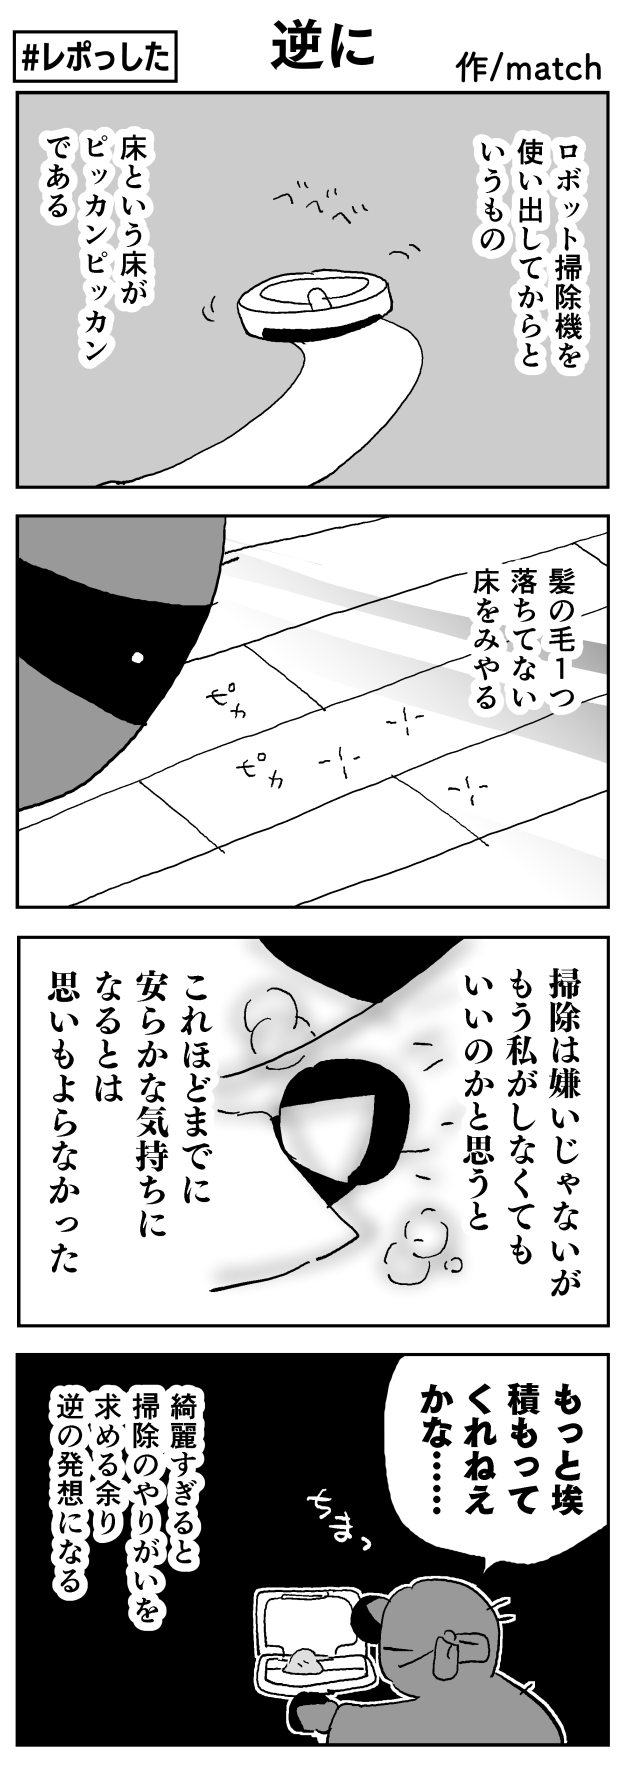 #レポっした
逆に
作/match
ロボット掃除機を
使い出してからと
いうもの
床という床が
ピッカンピッカン
である
髪の毛1つ
落ちてない
床をみやる
ピカ
ピカ
掃除は嫌いじゃないが
もう私がしなくても
いいのかと思うと
これほどまでに
安らかな気持ちに
なるとは
思いもよらなかった
もっと埃
積もって
くれねえ
かな……
ちまっ
綺麗すぎると
掃除のやりがいを
求める余り
逆の発想になる